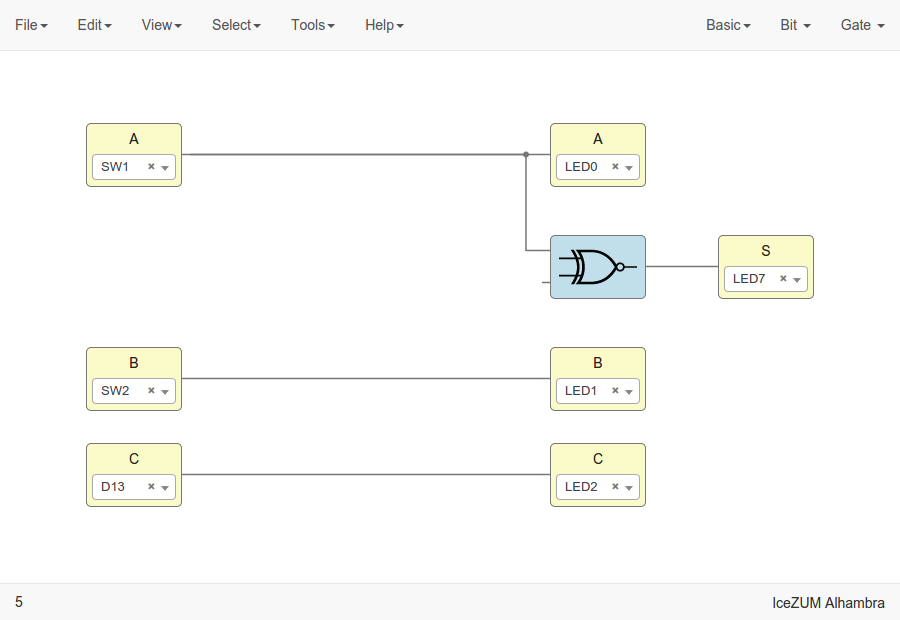 File Edit View Select Tools Help Basic Bit Gate
A A
SW1 × LED0 ×
S
LED7 ×
B B
SW2 × LED1 ×
C C
D13 × LED2 ×
5 IceZUM Alhambra